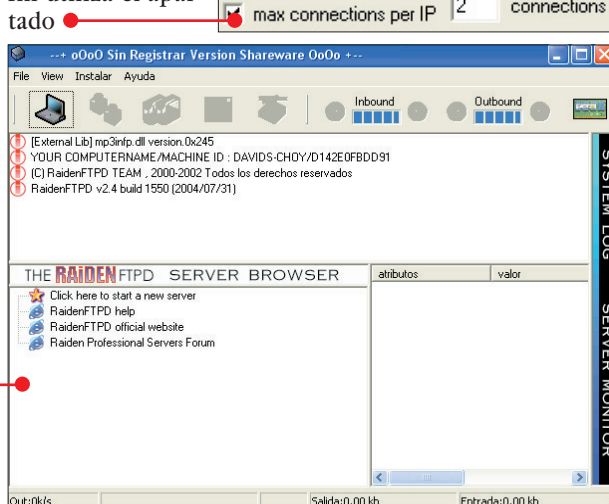 tado
max connections per IP 2 connections
--+ oOoO Sin Registrar Version Shareware OoOo +--
File View Instalar Ayuda
Inbound
Outbound
[External Lib] mp3infp.dll version.0x245
YOUR COMPUTERNAME/MACHINE ID : DAVIDS-CHOY/D142E0FBDD91
(C) RaidenFTPD TEAM , 2000-2002 Todos los derechos reservados
RaidenFTPD v2.4 build 1550 (2004/07/31)
SYSTEM LOG
THE RAiDEN FTPD SERVER BROWSER
atributos valor
Click here to start a new server
RaidenFTPD help
RaidenFTPD official website
Raiden Professional Servers Forum
SERVER MONITOR
Out:0k/s
Salida:0,00 kb
Entrada:0,00 kb